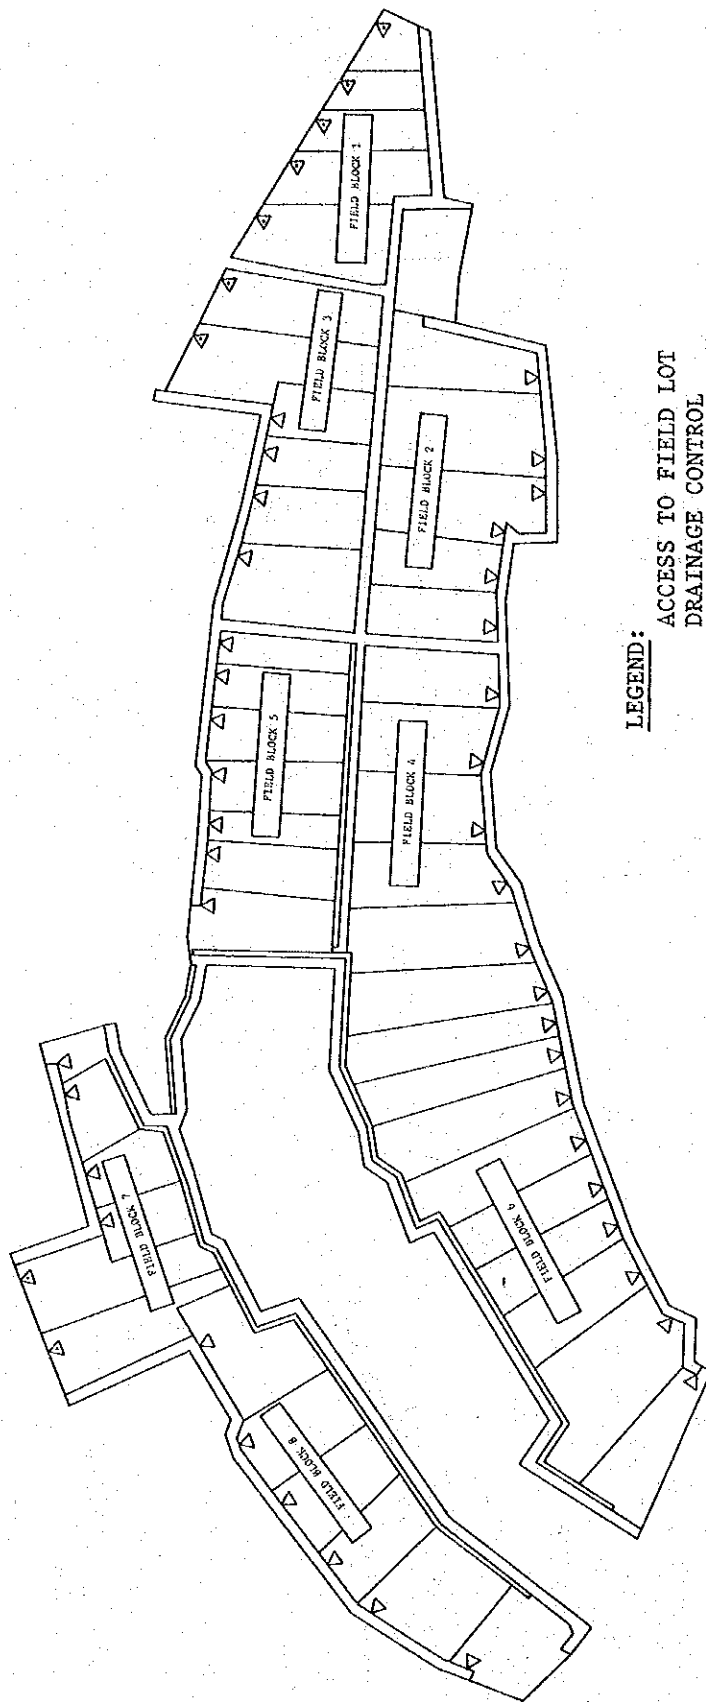 FIELD BLOCK 1
FIELD BLOCK 3
FIELD BLOCK 2
FIELD BLOCK 5
FIELD BLOCK 4
FIELD BLOCK 7
FIELD BLOCK 6
FIELD BLOCK 8
LEGEND:
ACCESS TO FIELD LOT
DRAINAGE CONTROL